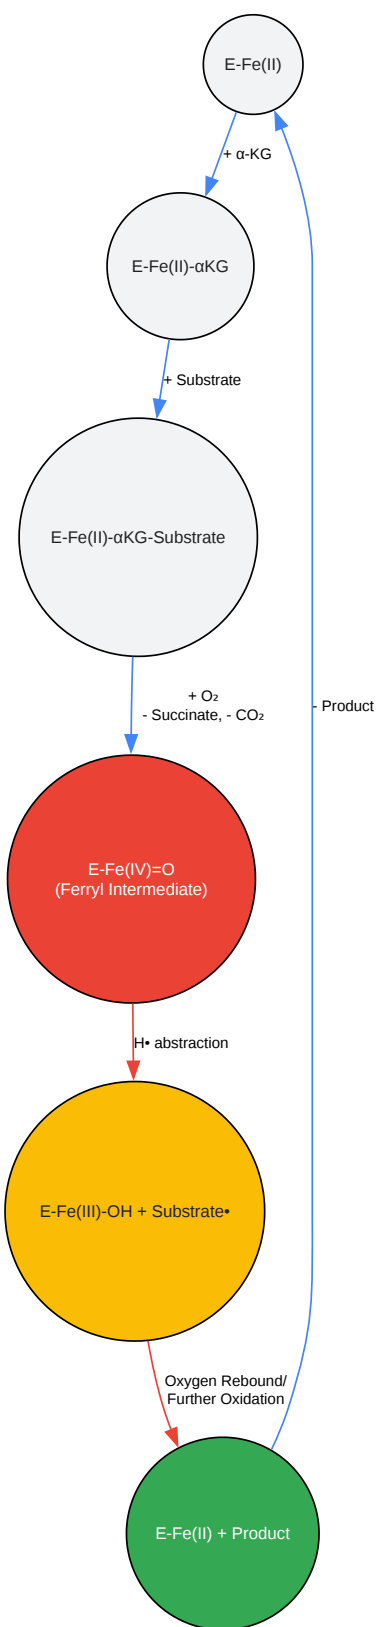 E-Fe(II)
+ α-KG
E-Fe(II)-αKG
+ Substrate
E-Fe(II)-αKG-Substrate
+ O₂
- Succinate, - CO₂
- Product
E-Fe(IV)=O
(Ferryl Intermediate)
H• abstraction
E-Fe(III)-OH + Substrate•
Oxygen Rebound/
Further Oxidation
E-Fe(II) + Product